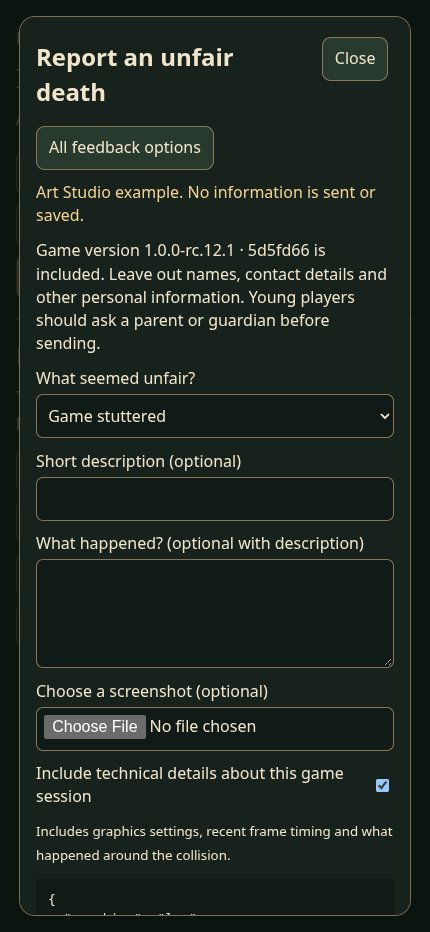 Report an unfair
death
Close
All feedback options
Art Studio example. No information is sent or
saved.
Game version 1.0.0-rc.12.1 · 5d5fd66 is
included. Leave out names, contact details and
other personal information. Young players
should ask a parent or guardian before
sending.
What seemed unfair?
Game stuttered
Short description (optional)
What happened? (optional with description)
Choose a screenshot (optional)
Choose File No file chosen
Include technical details about this game
session
Includes graphics settings, recent frame timing and what
happened around the collision.
{